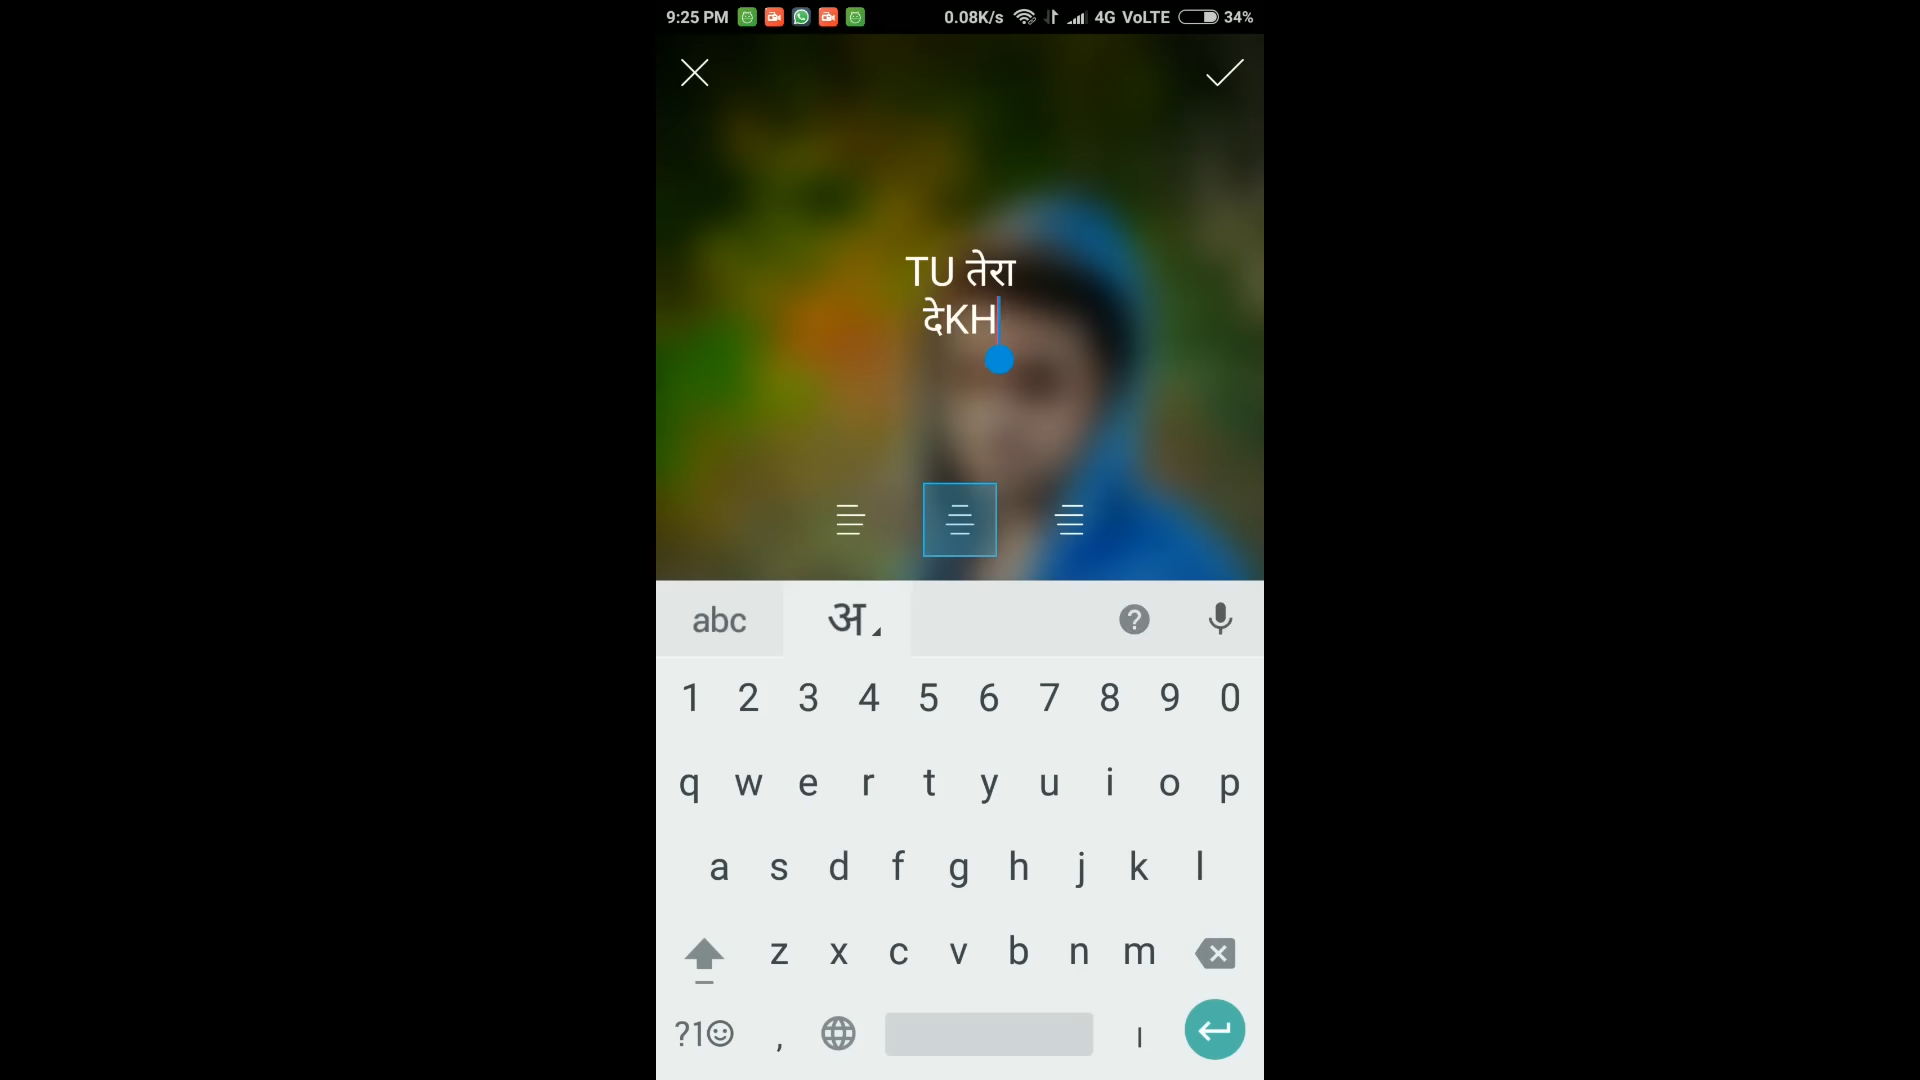 9:25 PM 0.08K/s 4G VoLTE 34%
TU तेरा
देKH
abc अ ?
1 2 3 4 5 6 7 8 9 0
q w e r t y u i o p
a s d f g h j k l
z x c v b n m
?1☺ , ।